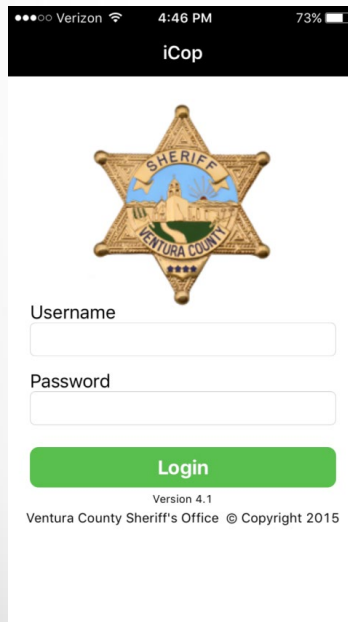 ●●●○○ Verizon 4:46 PM 73%
iCop
SHERIFF
VENTURA COUNTY
Username
Password
Login
Version 4.1
Ventura County Sheriff's Office © Copyright 2015